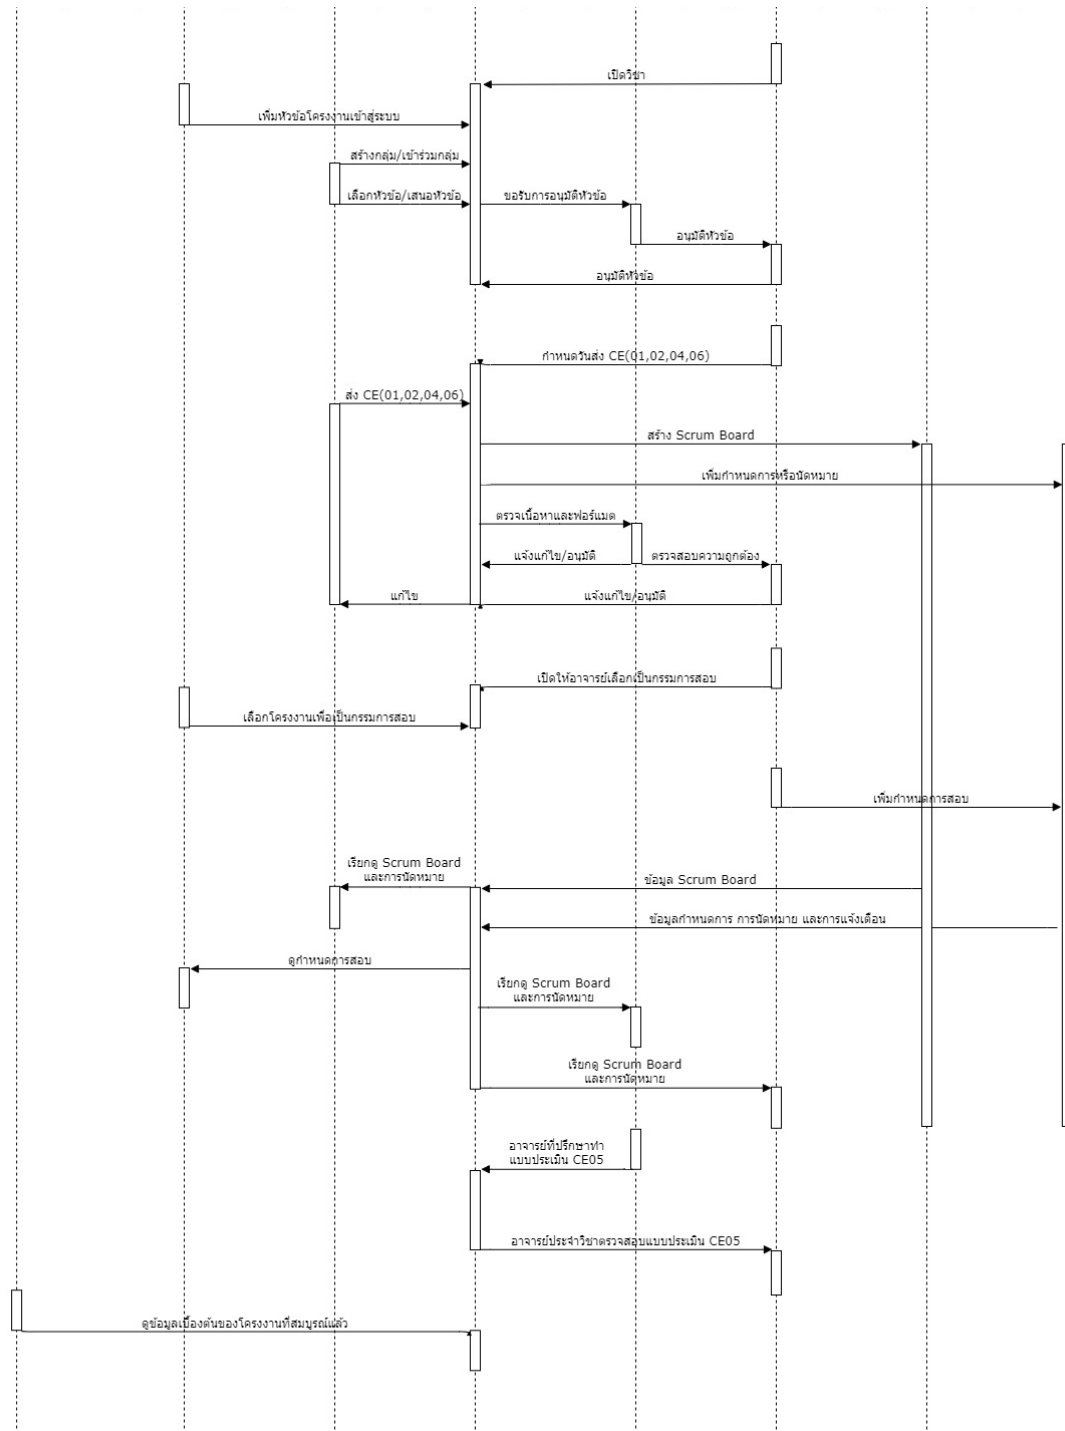 เปิดวิชา
เพิ่มหัวข้อโครงงานเข้าสู่ระบบ
สร้างกลุ่ม/เข้าร่วมกลุ่ม
เลือกหัวข้อ/เสนอหัวข้อ
ขอรับการอนุมัติหัวข้อ
อนุมัติหัวข้อ
อนุมัติหัวข้อ
กำหนดวันส่ง CE(01,02,04,06)
ส่ง CE(01,02,04,06)
สร้าง Scrum Board
เพิ่มกำหนดการหรือนัดหมาย
ตรวจเนื้อหาและฟอร์แมต
แจ้งแก้ไข/อนุมัติ
ตรวจสอบความถูกต้อง
แก้ไข
แจ้งแก้ไข/อนุมัติ
เปิดให้อาจารย์เลือกเป็นกรรมการสอบ
เลือกโครงงานเพื่อเป็นกรรมการสอบ
เพิ่มกำหนดการสอบ
เรียกดู Scrum Board
และการนัดหมาย
ข้อมูล Scrum Board
ข้อมูลกำหนดการ การนัดหมาย และการแจ้งเตือน
ดูกำหนดการสอบ
เรียกดู Scrum Board
และการนัดหมาย
เรียกดู Scrum Board
และการนัดหมาย
อาจารย์ที่ปรึกษาทำ
แบบประเมิน CE05
อาจารย์ประจำวิชาตรวจสอบแบบประเมิน CE05
ดูข้อมูลเบื้องต้นของโครงงานที่สมบูรณ์แล้ว